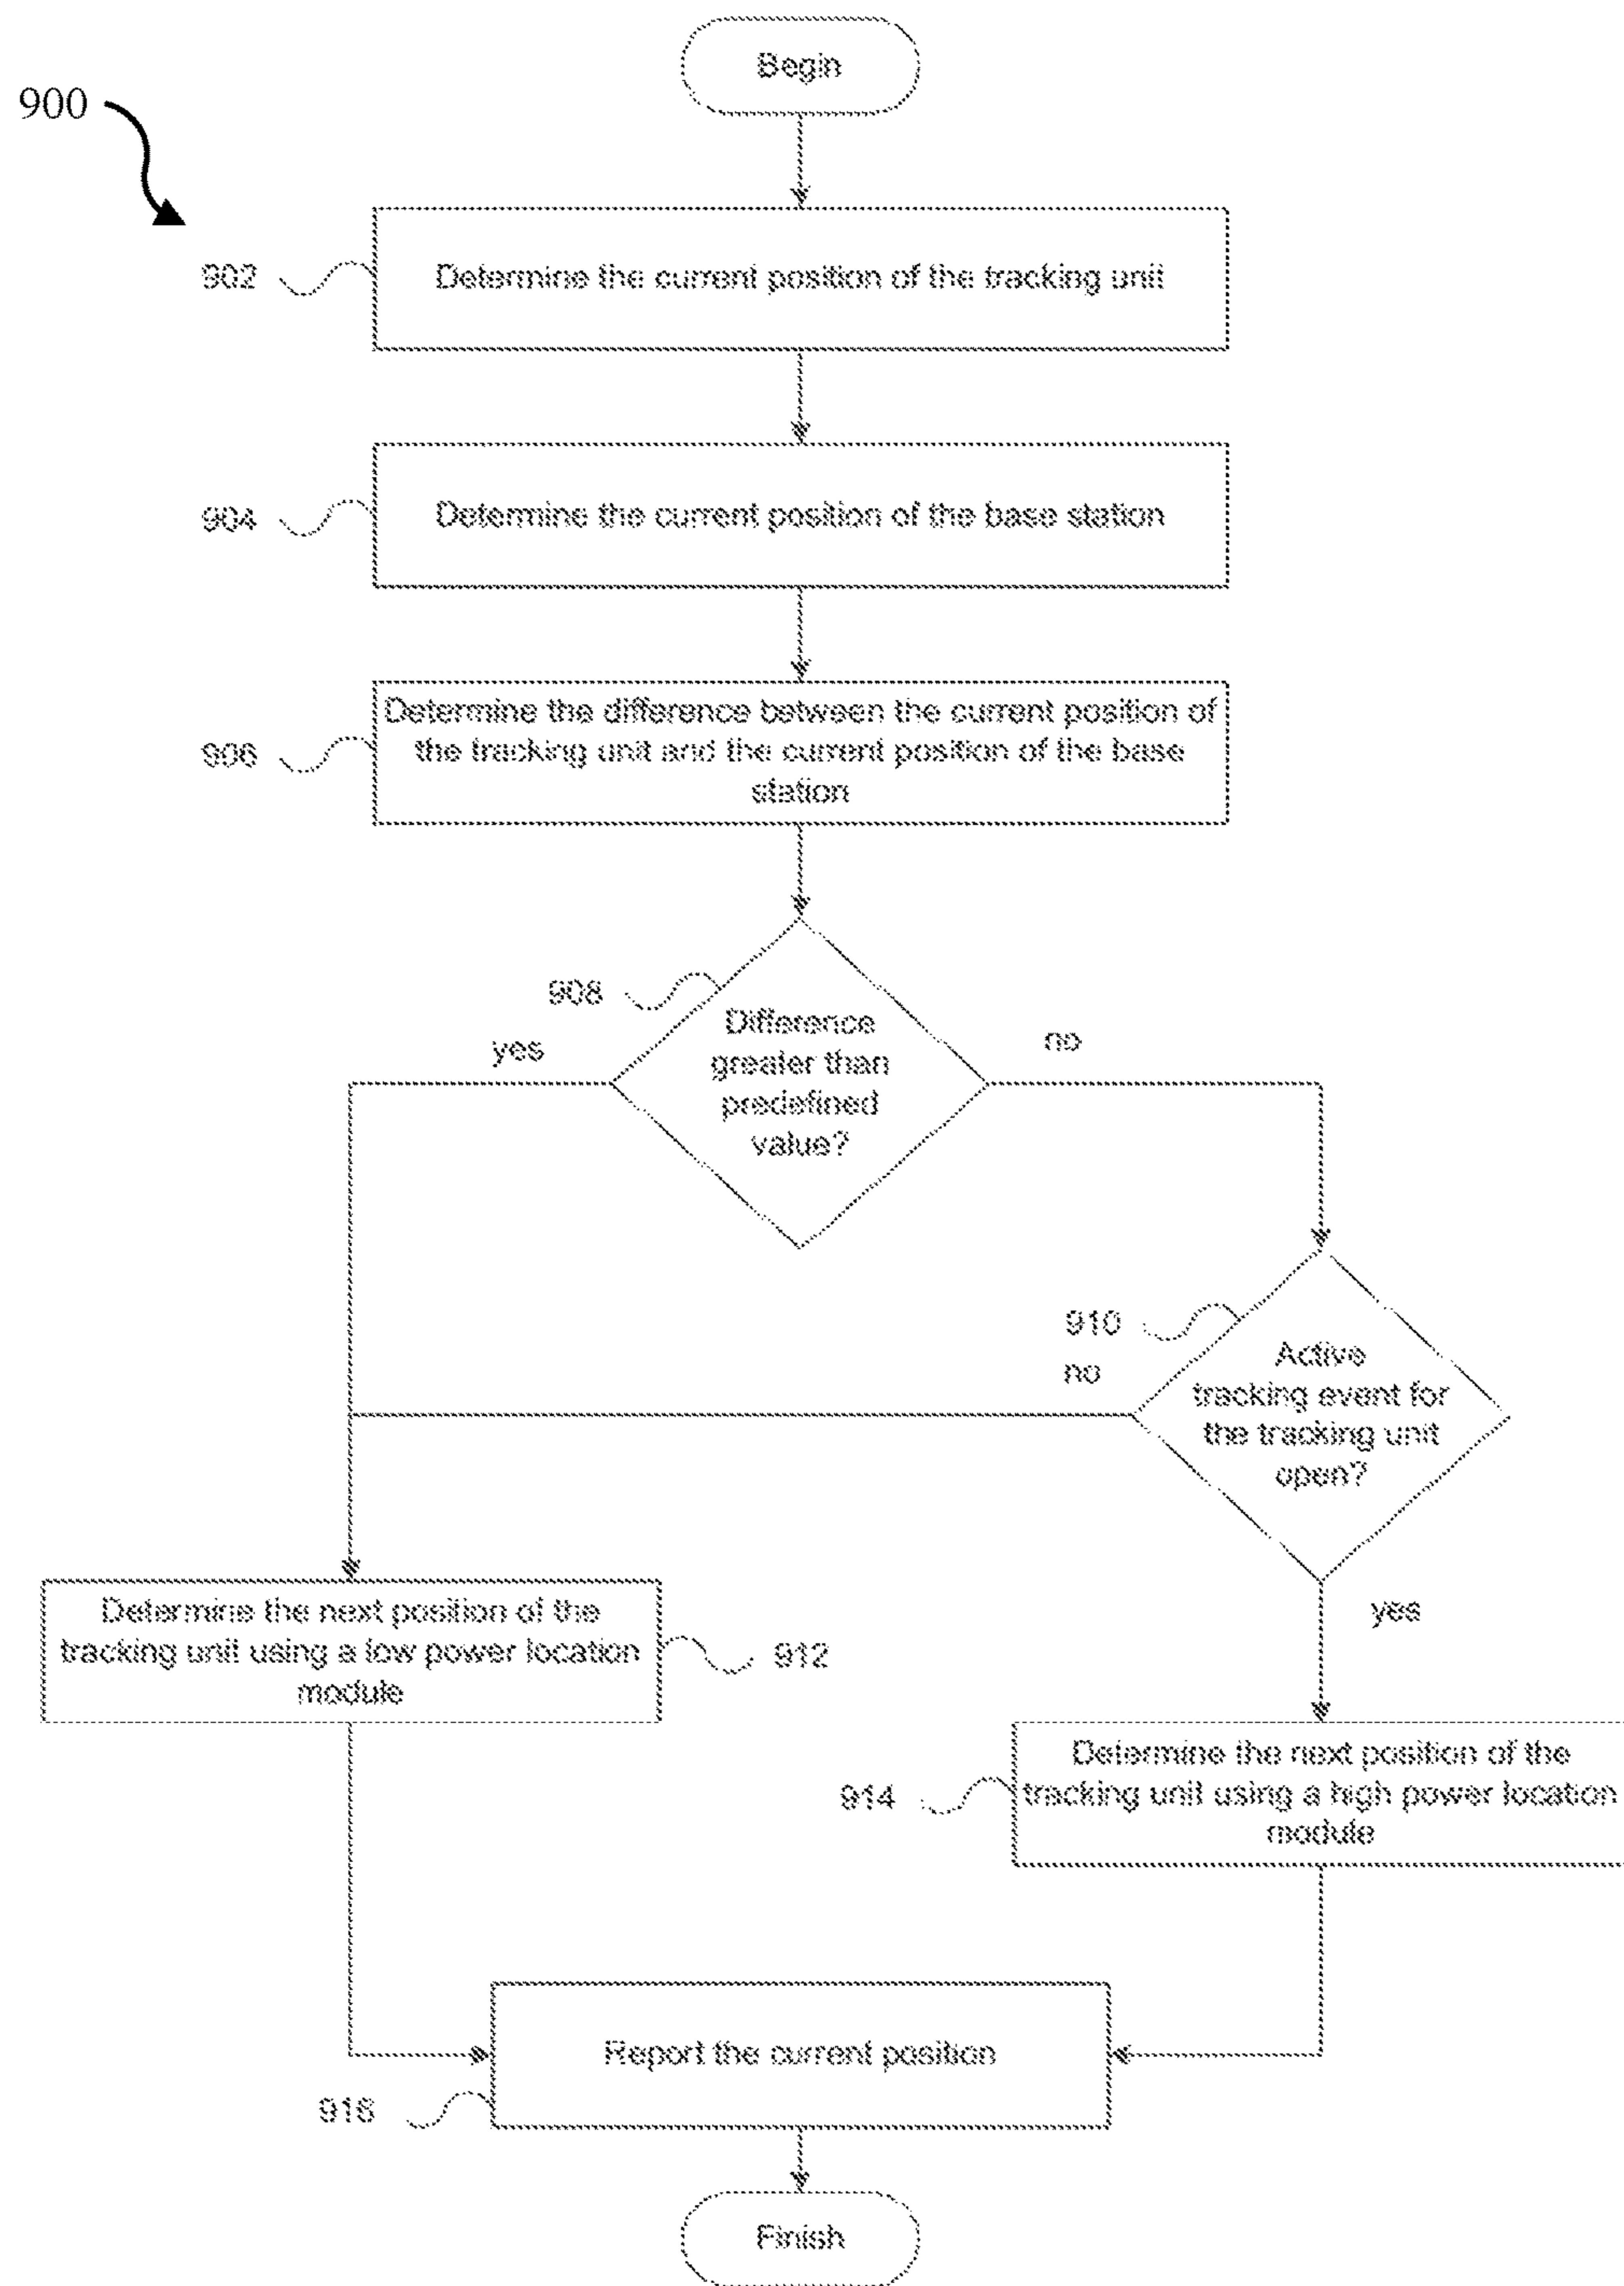 Begin
900
902
Determine the current position of the tracking unit
904
Determine the current position of the base station
906
Determine the difference between the current position of
the tracking unit and the current position of the base
station
908
Difference
greater than
predefined
value?
yes
no
910
no
Active
tracking event for
the tracking unit
open?
yes
Determine the next position of the
tracking unit using a low power location
module
912
914
Determine the next position of the
tracking unit using a high power location
module
Report the current position
916
Finish